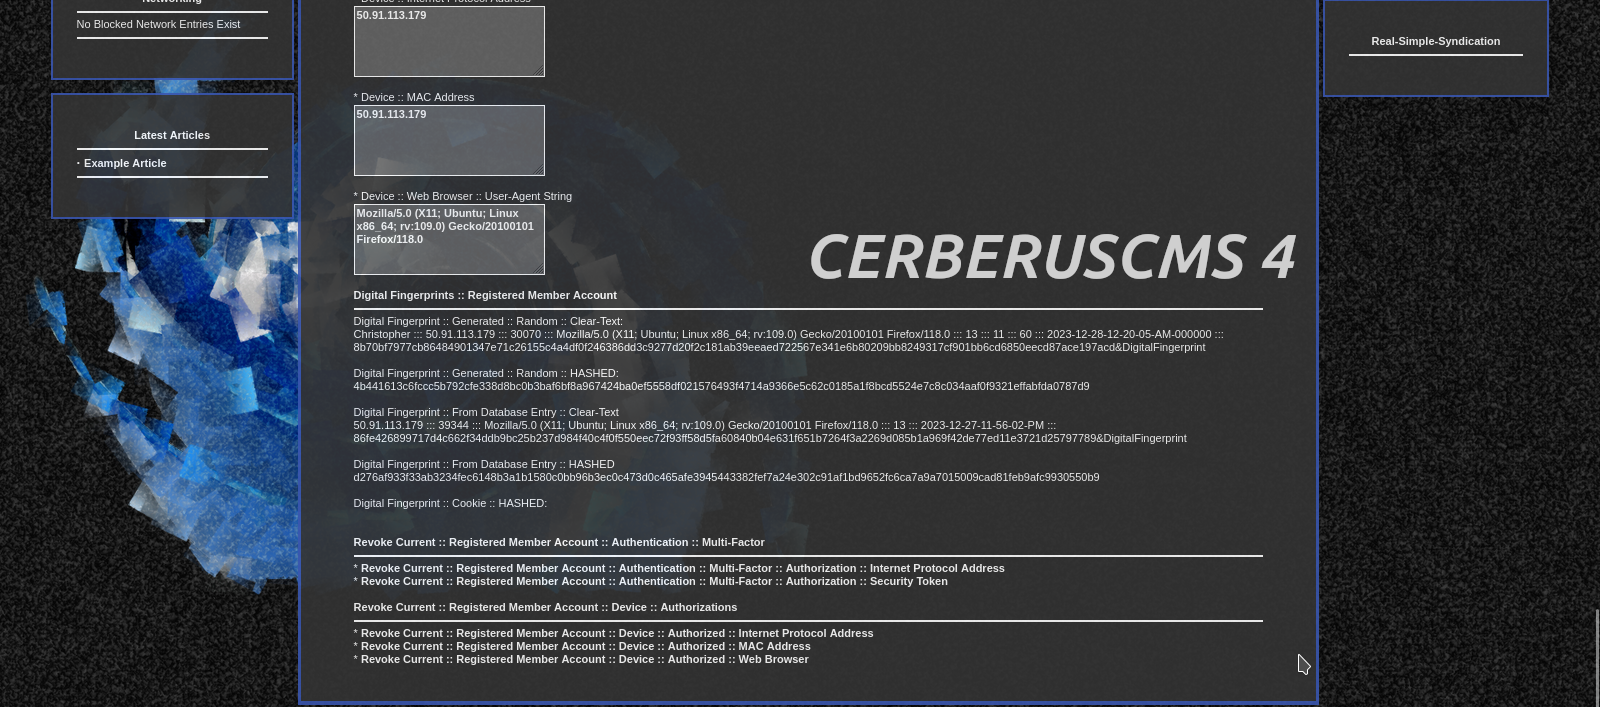 Networking
No Blocked Network Entries Exist
Latest Articles
· Example Article
* Device :: Internet Protocol Address
50.91.113.179
* Device :: MAC Address
50.91.113.179
* Device :: Web Browser :: User-Agent String
Mozilla/5.0 (X11; Ubuntu; Linux
x86_64; rv:109.0) Gecko/20100101
Firefox/118.0
CERBERUSCMS 4
Digital Fingerprints :: Registered Member Account
Digital Fingerprint :: Generated :: Random :: Clear-Text:
Christopher ::: 50.91.113.179 ::: 30070 ::: Mozilla/5.0 (X11; Ubuntu; Linux x86_64; rv:109.0) Gecko/20100101 Firefox/118.0 ::: 13 ::: 11 ::: 60 ::: 2023-12-28-12-20-05-AM-000000 :::
8b70bf7977cb86484901347e71c26155c4a4df0f246386dd3c9277d20f2c181ab39eeaed722567e341e6b80209bb8249317cf901bb6cd6850eecd87ace197acd&DigitalFingerprint
Digital Fingerprint :: Generated :: Random :: HASHED:
4b441613c6fccc5b792cfe338d8bc0b3baf6bf8a967424ba0ef5558df021576493f4714a9366e5c62c0185a1f8bcd5524e7c8c034aaf0f9321effabfda0787d9
Digital Fingerprint :: From Database Entry :: Clear-Text
50.91.113.179 ::: 39344 ::: Mozilla/5.0 (X11; Ubuntu; Linux x86_64; rv:109.0) Gecko/20100101 Firefox/118.0 ::: 13 ::: 2023-12-27-11-56-02-PM :::
86fe426899717d4c662f34ddb9bc25b237d984f40c4f0f550eec72f93ff58d5fa60840b04e631f651b7264f3a2269d085b1a969f42de77ed11e3721d25797789&DigitalFingerprint
Digital Fingerprint :: From Database Entry :: HASHED
d276af933f33ab3234fec6148b3a1b1580c0bb96b3ec0c473d0c465afe3945443382fef7a24e302c91af1bd9652fc6ca7a9a7015009cad81feb9afc9930550b9
Digital Fingerprint :: Cookie :: HASHED:
Revoke Current :: Registered Member Account :: Authentication :: Multi-Factor
* Revoke Current :: Registered Member Account :: Authentication :: Multi-Factor :: Authorization :: Internet Protocol Address
* Revoke Current :: Registered Member Account :: Authentication :: Multi-Factor :: Authorization :: Security Token
Revoke Current :: Registered Member Account :: Device :: Authorizations
* Revoke Current :: Registered Member Account :: Device :: Authorized :: Internet Protocol Address
* Revoke Current :: Registered Member Account :: Device :: Authorized :: MAC Address
* Revoke Current :: Registered Member Account :: Device :: Authorized :: Web Browser
Real-Simple-Syndication